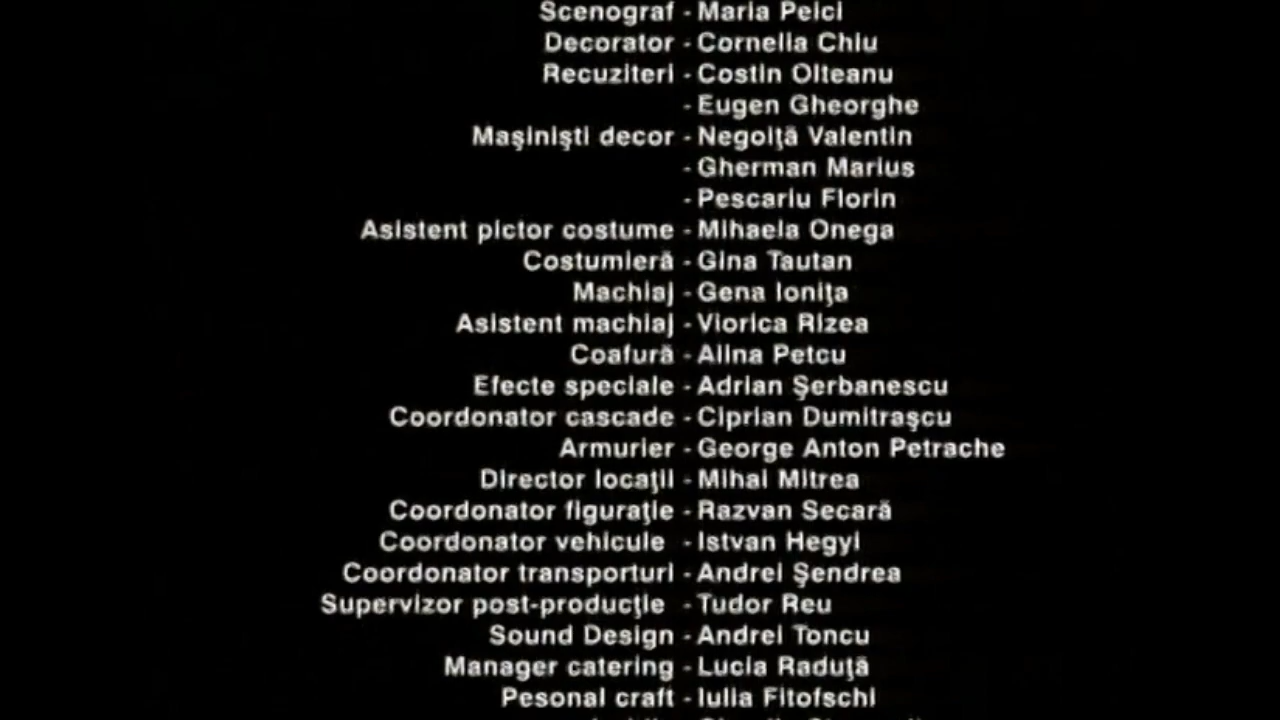 Scenograf - Maria Peici
Decorator - Cornelia Chiu
Recuziteri - Costin Olteanu
- Eugen Gheorghe
Maşinişti decor - Negoiţă Valentin
- Gherman Marius
- Pescariu Florin
Asistent pictor costume - Mihaela Onega
Costumieră - Gina Tautan
Machiaj - Gena Ioniţa
Asistent machiaj - Viorica Rizea
Coafură - Alina Petcu
Efecte speciale - Adrian Şerbanescu
Coordonator cascade - Ciprian Dumitraşcu
Armurier - George Anton Petrache
Director locaţii - Mihai Mitrea
Coordonator figuraţie - Razvan Secară
Coordonator vehicule - Istvan Hegyi
Coordonator transporturi - Andrei Şendrea
Supervizor post-producţie - Tudor Reu
Sound Design - Andrei Toncu
Manager catering - Lucia Raduţă
Pesonal craft - Iulia Fitofschi